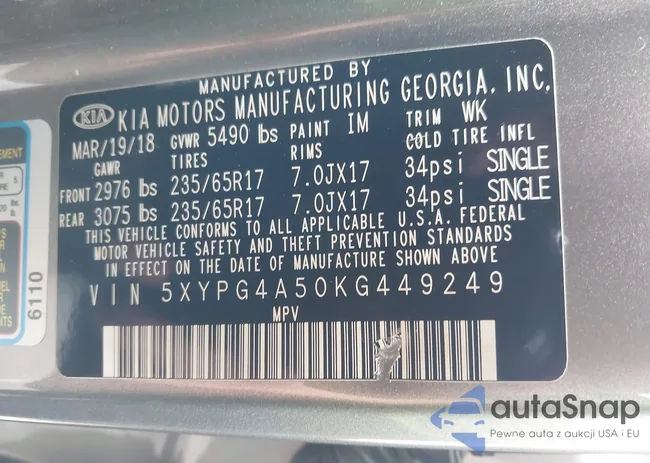 MANUFACTURED BY
KIA KIA MOTORS MANUFACTURING GEORGIA, INC.
MAR/19/18 GVWR 5490 lbs PAINT IM TRIM WK
GAWR TIRES RIMS COLD TIRE INFL
FRONT 2976 lbs 235/65R17 7.0JX17 34psi SINGLE
REAR 3075 lbs 235/65R17 7.0JX17 34psi SINGLE
THIS VEHICLE CONFORMS TO ALL APPLICABLE U.S.A. FEDERAL
MOTOR VEHICLE SAFETY AND THEFT PREVENTION STANDARDS
IN EFFECT ON THE DATE OF MANUFACTURE SHOWN ABOVE
VIN 5XYPG4A50KG449249
MPV
6110
autaSnap
Pewne auta z aukcji USA i EU